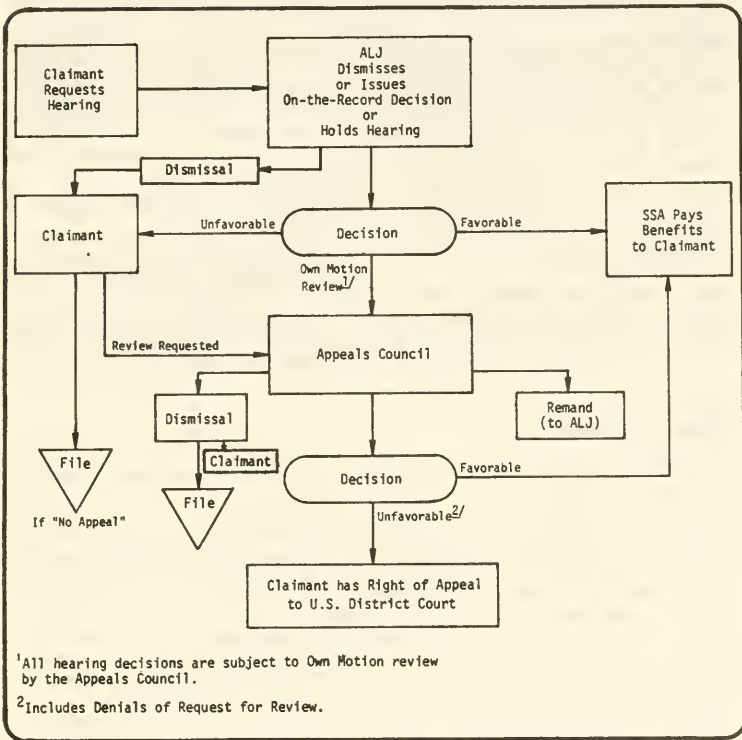 Claimant
Requests
Hearing
ALJ
Dismisses
or Issues
On-the-Record Decision
or
Holds Hearing
Dismissal
Claimant
Unfavorable
Decision
Favorable
SSA Pays
Benefits
to Claimant
Own Motion
Review1/
Review Requested
Appeals Council
Dismissal
Claimant
Remand
(to ALJ)
File
If "No Appeal"
File
Decision
Favorable
Unfavorable2/
Claimant has Right of Appeal
to U.S. District Court
1All hearing decisions are subject to Own Motion review
by the Appeals Council.
2Includes Denials of Request for Review.